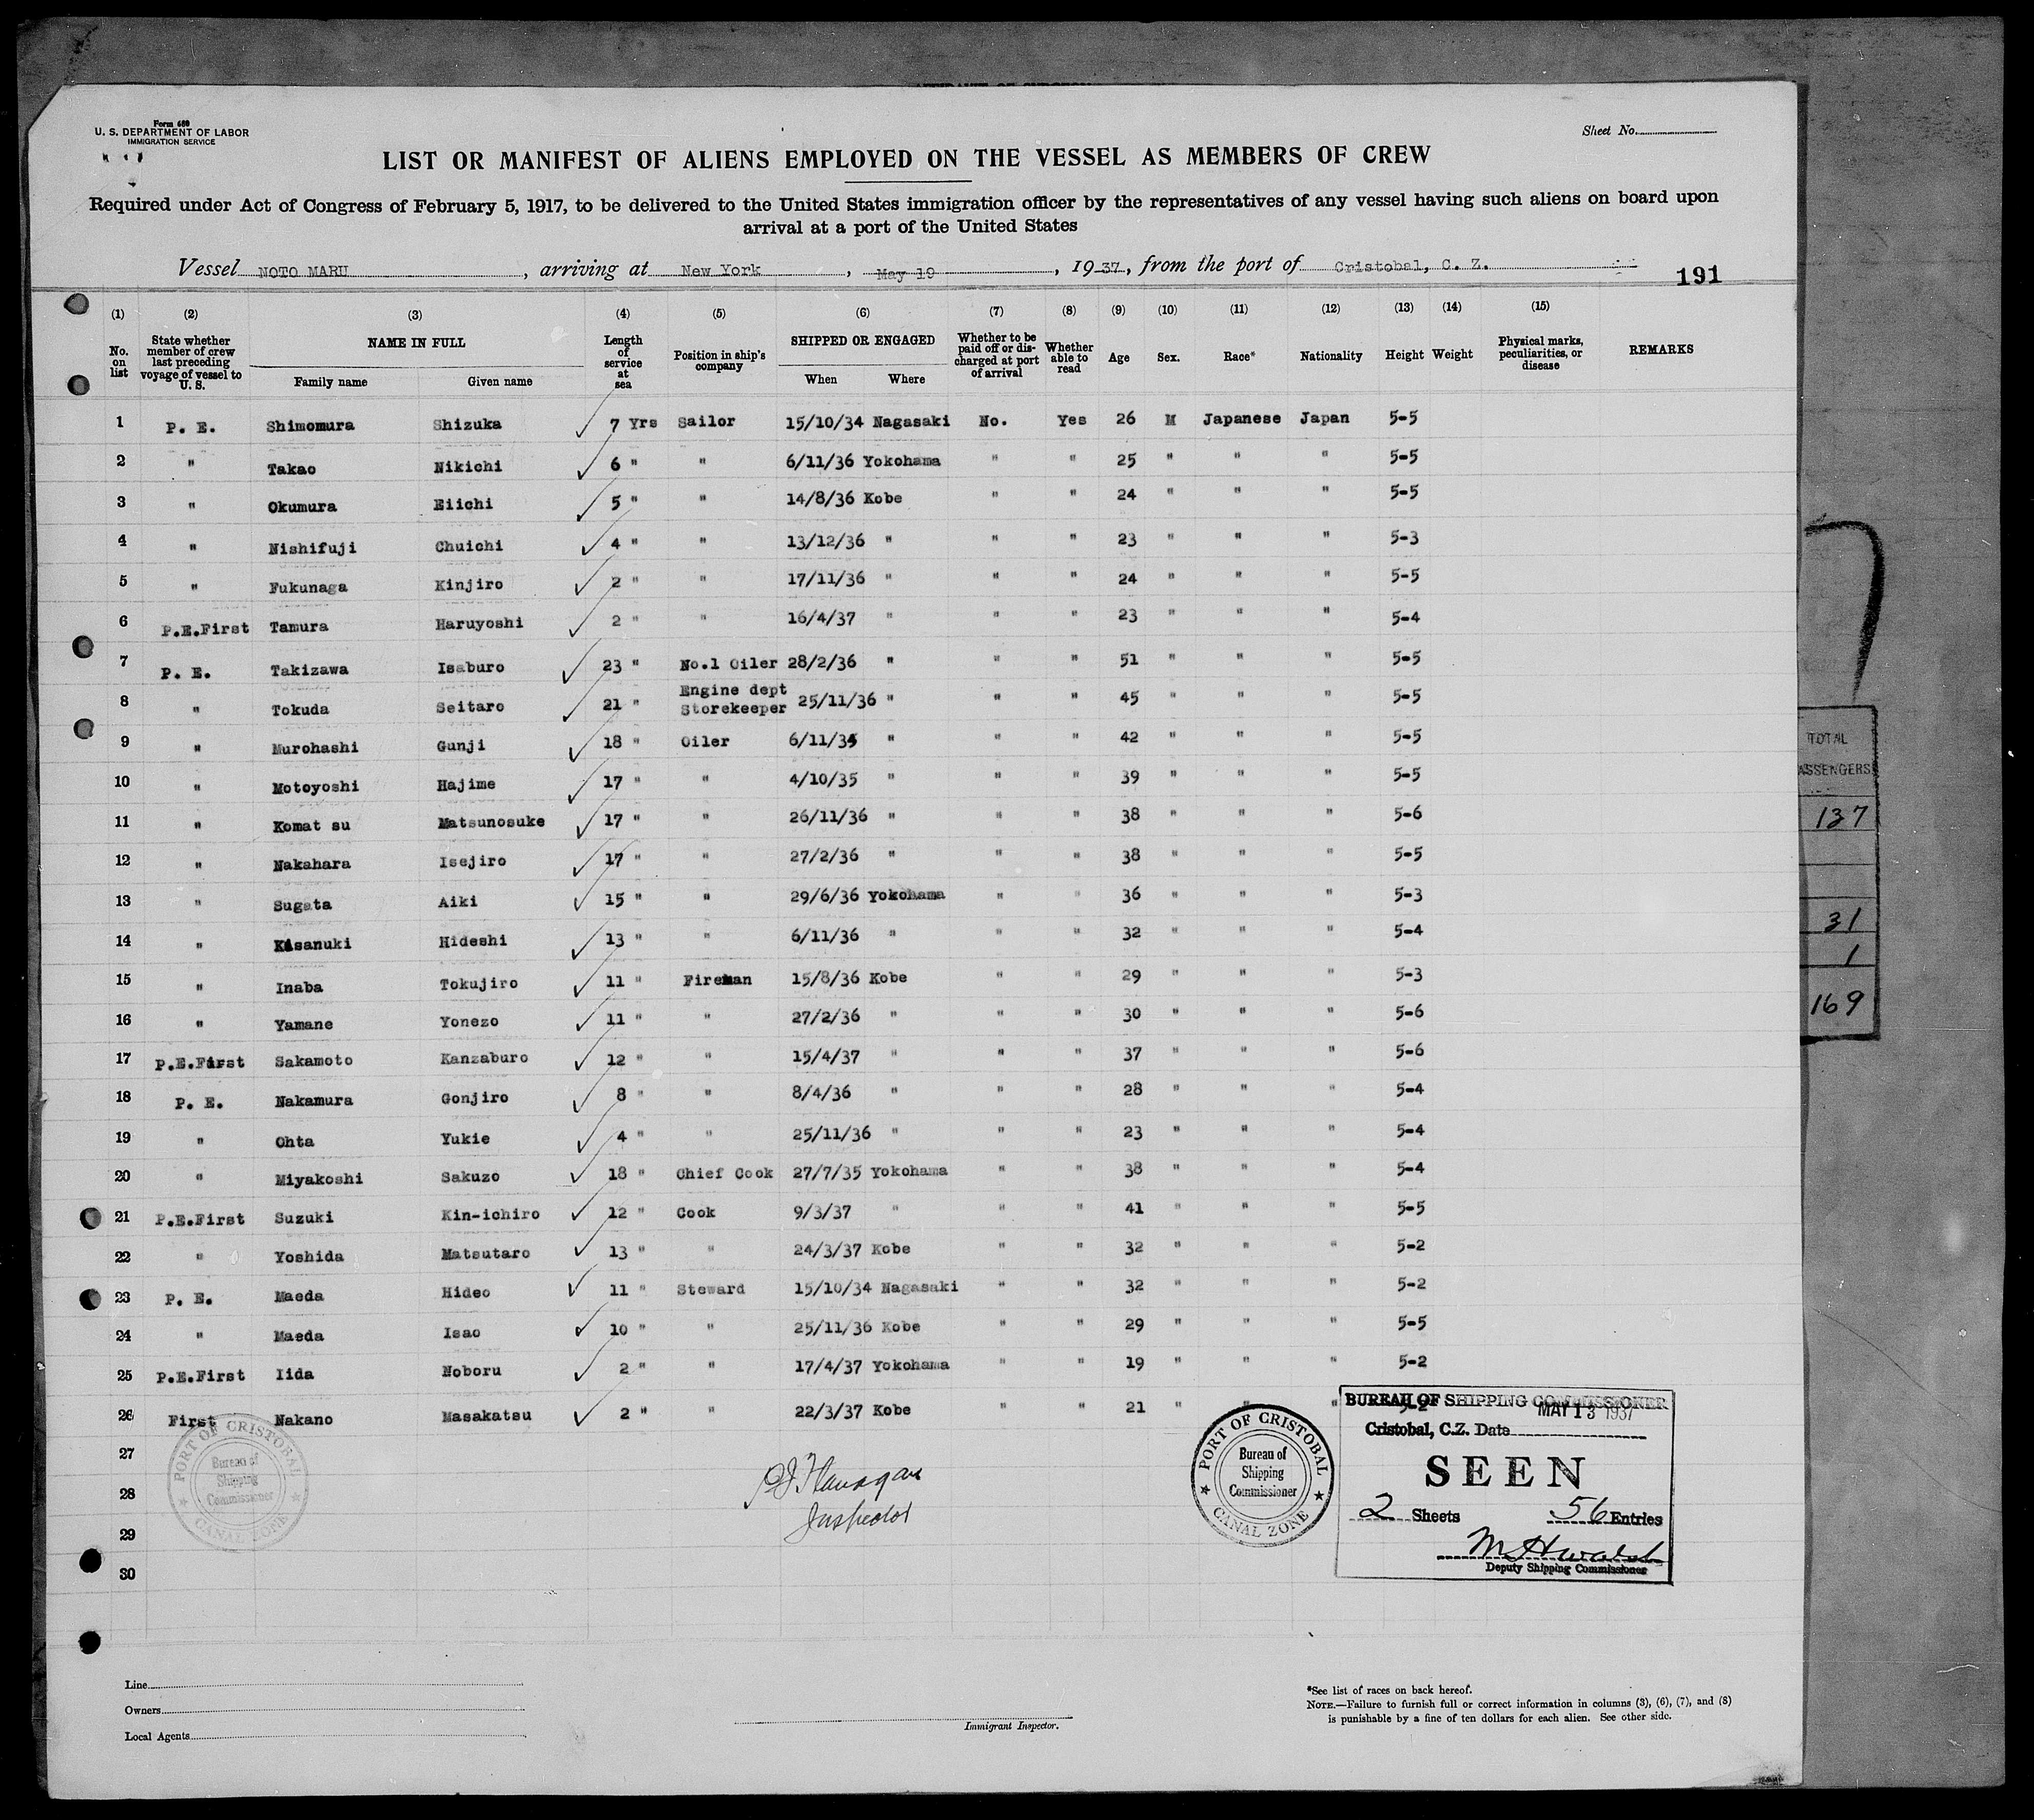 Form 680
U. S. DEPARTMENT OF LABOR
IMMIGRATION SERVICE
Sheet No.
LIST OR MANIFEST OF ALIENS EMPLOYED ON THE VESSEL AS MEMBERS OF CREW
Required under Act of Congress of February 5, 1917, to be delivered to the United States immigration officer by the representatives of any vessel having such aliens on board upon
arrival at a port of the United States
Vessel NOTO MARU, arriving at New York, May 19, 1937, from the port of Cristobal, C. Z.
191
(1) (2) (3) (4) (5) (6) (7) (8) (9) (10) (11) (12) (13) (14) (15)
No. on list State whether member of crew last preceding voyage of vessel to U. S. NAME IN FULL Family name Given name Length of service at sea Position in ship's company SHIPPED OR ENGAGED When Where Whether to be paid off or discharged at port of arrival Whether able to read Age Sex. Race* Nationality Height Weight Physical marks, peculiarities, or disease REMARKS
1 P. E. Shimomura Shizuka ✓ 7 Yrs Sailor 15/10/34 Nagasaki No. Yes 26 M Japanese Japan 5-5
2 " Takao Nikichi ✓ 6 " " 6/11/36 Yokohama " " 25 " " " 5-5
3 " Okumura Eiichi ✓ 5 " " 14/8/36 Kobe " " 24 " " " 5-5
4 " Nishifuji Chuichi ✓ 4 " " 13/12/36 " " " 23 " " " 5-3
5 " Fukunaga Kinjiro ✓ 2 " " 17/11/36 " " " 24 " " " 5-5
6 P.E.First Tamura Haruyoshi ✓ 2 " " 16/4/37 " " " 23 " " " 5-4
7 P. E. Takizawa Isaburo ✓ 23 " No.1 Oiler 28/2/36 " " " 51 " " " 5-5
8 " Tokuda Seitaro ✓ 21 " Engine dept Storekeeper 25/11/36 " " " 45 " " " 5-5
9 " Murohashi Gunji ✓ 18 " Oiler 6/11/35 " " " 42 " " " 5-5
10 " Motoyoshi Hajime ✓ 17 " " 4/10/35 " " " 39 " " " 5-5
11 " Komat su Matsunosuke ✓ 17 " " 26/11/36 " " " 38 " " " 5-6
12 " Nakahara Isejiro ✓ 17 " " 27/2/36 " " " 38 " " " 5-5
13 " Sugata Aiki ✓ 15 " " 29/6/36 Yokohama " " 36 " " " 5-3
14 " Kisanuki Hideshi ✓ 13 " " 6/11/36 " " " 32 " " " 5-4
15 " Inaba Tokujiro ✓ 11 " Fireman 15/8/36 Kobe " " 29 " " " 5-3
16 " Yamane Yonezo ✓ 11 " " 27/2/36 " " " 30 " " " 5-6
17 P.E.First Sakamoto Kanzaburo ✓ 12 " " 15/4/37 " " " 37 " " " 5-6
18 P. E. Nakamura Gonjiro ✓ 8 " " 8/4/36 " " " 28 " " " 5-4
19 " Ohta Yukie ✓ 4 " " 25/11/36 " " " 23 " " " 5-4
20 " Miyakoshi Sakuzo ✓ 18 " Chief Cook 27/7/35 Yokohama " " 38 " " " 5-4
21 P.E.First Suzuki Kin-ichiro ✓ 12 " Cook 9/3/37 " " " 41 " " " 5-5
22 " Yoshida Matsutaro ✓ 13 " " 24/3/37 Kobe " " 32 " " " 5-2
23 P. E. Maeda Hideo ✓ 11 " Steward 15/10/34 Nagasaki " " 32 " " " 5-2
24 " Maeda Isao ✓ 10 " " 25/11/36 Kobe " " 29 " " " 5-5
25 P.E.First Iida Noboru ✓ 2 " " 17/4/37 Yokohama " " 19 " " " 5-2
26 First Nakano Masakatsu ✓ 2 " " 22/3/37 Kobe " " 21 " " " 5-2
27
28
29
30
PORT OF CRISTOBAL
Bureau of
Shipping
Commissioner
CANAL ZONE
Flanagan
Inspector
PORT OF CRISTOBAL
Bureau of
Shipping
Commissioner
CANAL ZONE
BUREAU OF SHIPPING COMMISSIONER
Cristobal, C.Z. Date MAY 13 1937
SEEN
2 Sheets 56 Entries
Deputy Shipping Commissioner
TOTAL
PASSENGERS
137
31
1
169
Line
Owners
Local Agents
Immigrant Inspector.
*See list of races on back hereof.
NOTE.—Failure to furnish full or correct information in columns (3), (6), (7), and (8)
is punishable by a fine of ten dollars for each alien. See other side.